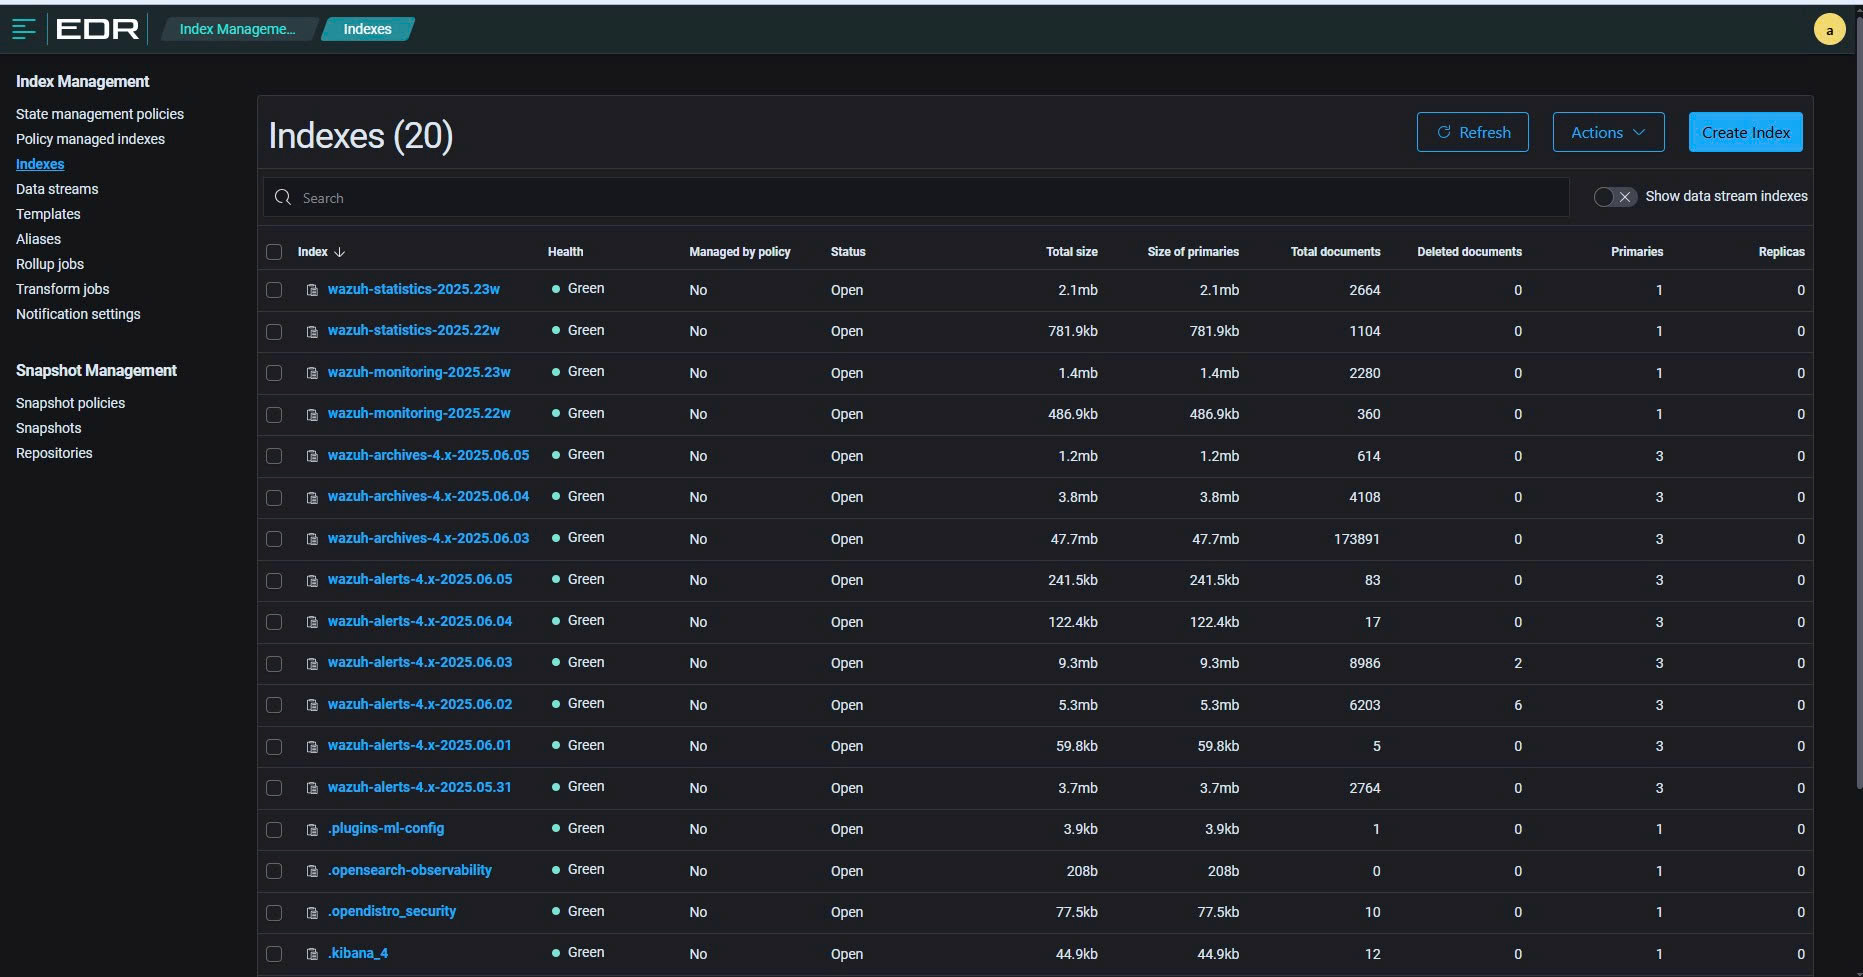 EDR
Index Manageme...
Indexes
a
Index Management
State management policies
Policy managed indexes
Indexes
Data streams
Templates
Aliases
Rollup jobs
Transform jobs
Notification settings
Snapshot Management
Snapshot policies
Snapshots
Repositories
Indexes (20)
Refresh
Actions
Create Index
Search
Show data stream indexes
Index Health Managed by policy Status Total size Size of primaries Total documents Deleted documents Primaries Replicas
wazuh-statistics-2025.23w Green No Open 2.1mb 2.1mb 2664 0 1 0
wazuh-statistics-2025.22w Green No Open 781.9kb 781.9kb 1104 0 1 0
wazuh-monitoring-2025.23w Green No Open 1.4mb 1.4mb 2280 0 1 0
wazuh-monitoring-2025.22w Green No Open 486.9kb 486.9kb 360 0 1 0
wazuh-archives-4.x-2025.06.05 Green No Open 1.2mb 1.2mb 614 0 3 0
wazuh-archives-4.x-2025.06.04 Green No Open 3.8mb 3.8mb 4108 0 3 0
wazuh-archives-4.x-2025.06.03 Green No Open 47.7mb 47.7mb 173891 0 3 0
wazuh-alerts-4.x-2025.06.05 Green No Open 241.5kb 241.5kb 83 0 3 0
wazuh-alerts-4.x-2025.06.04 Green No Open 122.4kb 122.4kb 17 0 3 0
wazuh-alerts-4.x-2025.06.03 Green No Open 9.3mb 9.3mb 8986 2 3 0
wazuh-alerts-4.x-2025.06.02 Green No Open 5.3mb 5.3mb 6203 6 3 0
wazuh-alerts-4.x-2025.06.01 Green No Open 59.8kb 59.8kb 5 0 3 0
wazuh-alerts-4.x-2025.05.31 Green No Open 3.7mb 3.7mb 2764 0 3 0
.plugins-ml-config Green No Open 3.9kb 3.9kb 1 0 1 0
.opensearch-observability Green No Open 208b 208b 0 0 1 0
.opendistro_security Green No Open 77.5kb 77.5kb 10 0 1 0
.kibana_4 Green No Open 44.9kb 44.9kb 12 0 1 0